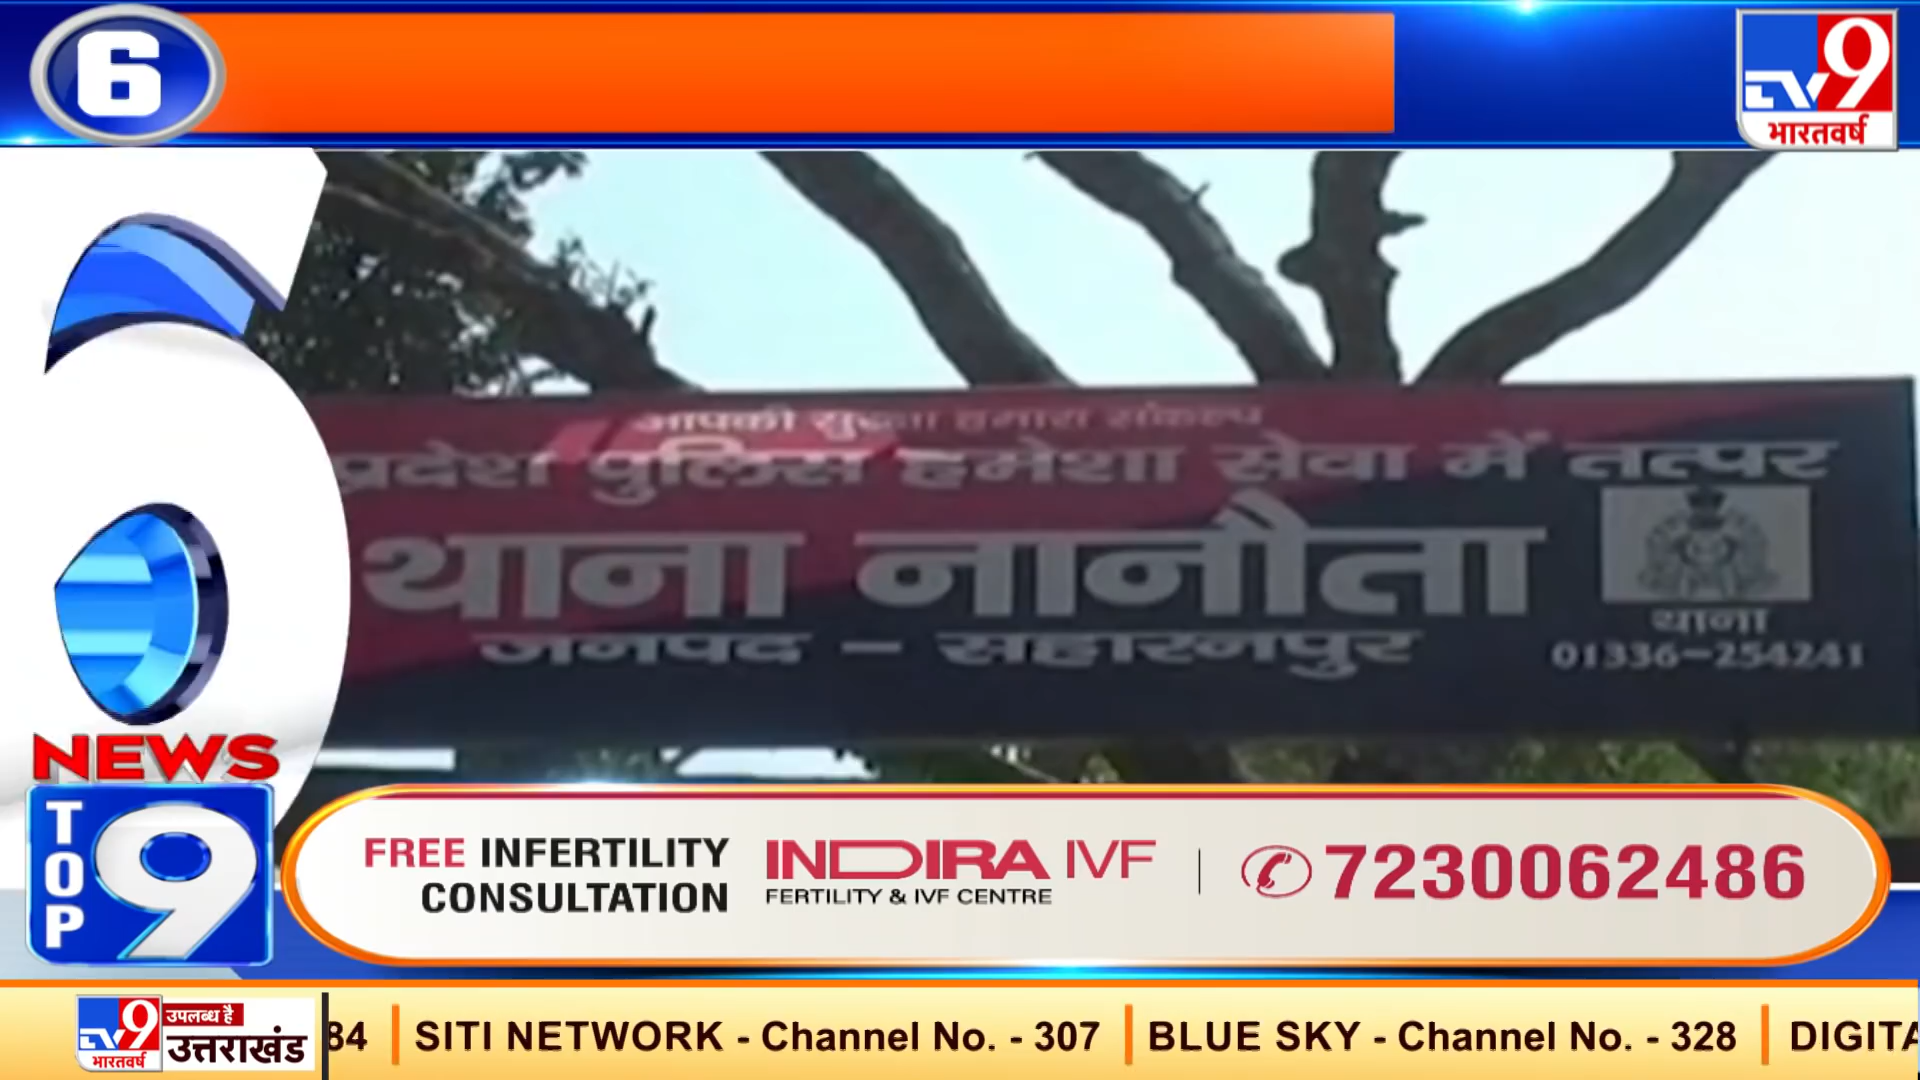 6
TV9
भारतवर्ष
आपकी सुरक्षा हमारा संकल्प
प्रदेश पुलिस हमेशा सेवा में तत्पर
थाना नानौता
जनपद - सहारनपुर
थाना
01336-254241
NEWS
TOP
9
FREE INFERTILITY
CONSULTATION
INDIRA IVF
FERTILITY & IVF CENTRE
7230062486
TV9
भारतवर्ष
उपलब्ध है
उत्तराखंड
84 | SITI NETWORK - Channel No. - 307 | BLUE SKY - Channel No. - 328 | DIGITA